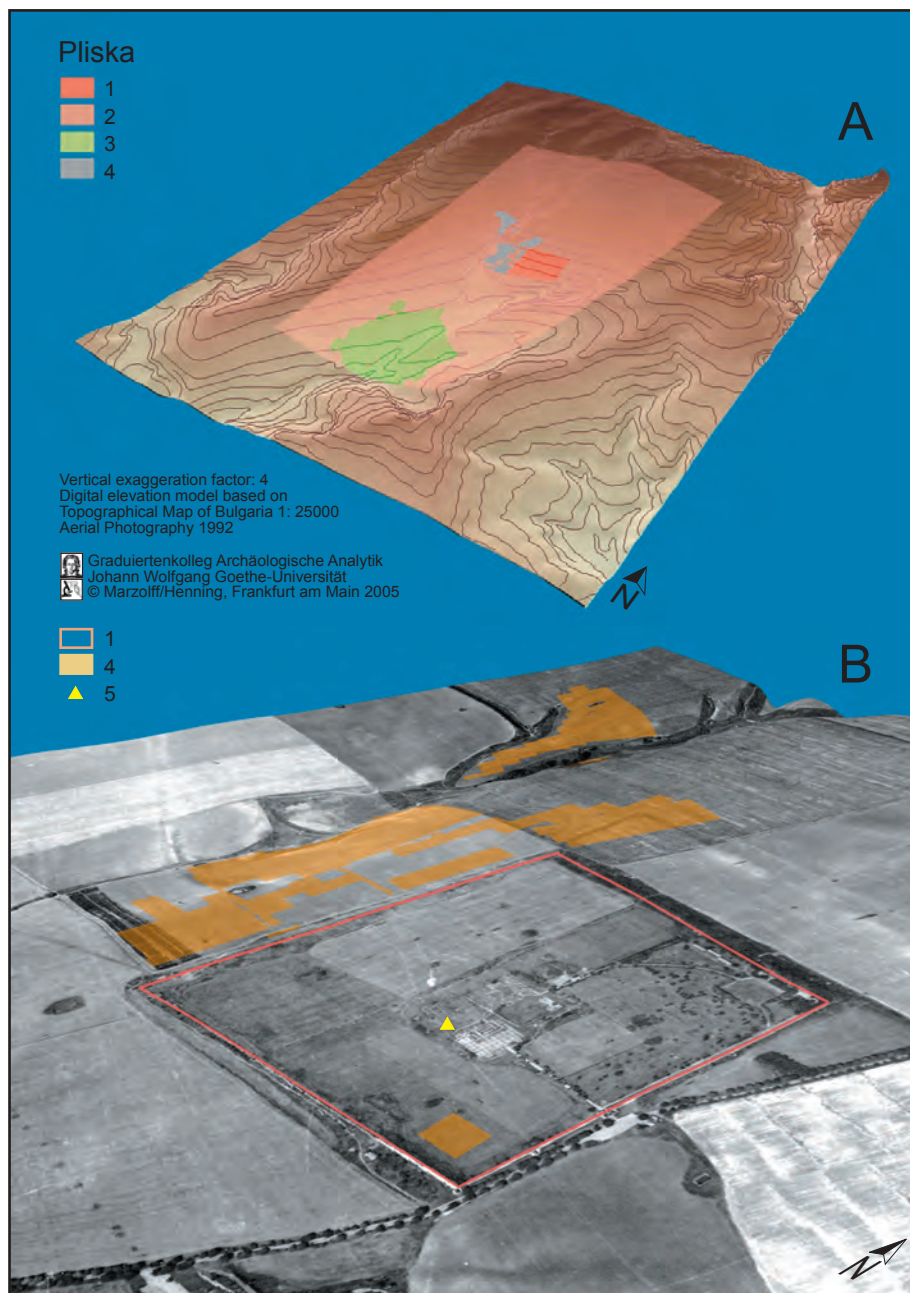 Pliska
1
2
3
4
A
Vertical exaggeration factor: 4
Digital elevation model based on
Topographical Map of Bulgaria 1: 25000
Aerial Photography 1992
Graduiertenkolleg Archäologische Analytik
Johann Wolfgang Goethe-Universität
© Marzolff/Henning, Frankfurt am Main 2005
N
1
4
5
B
N